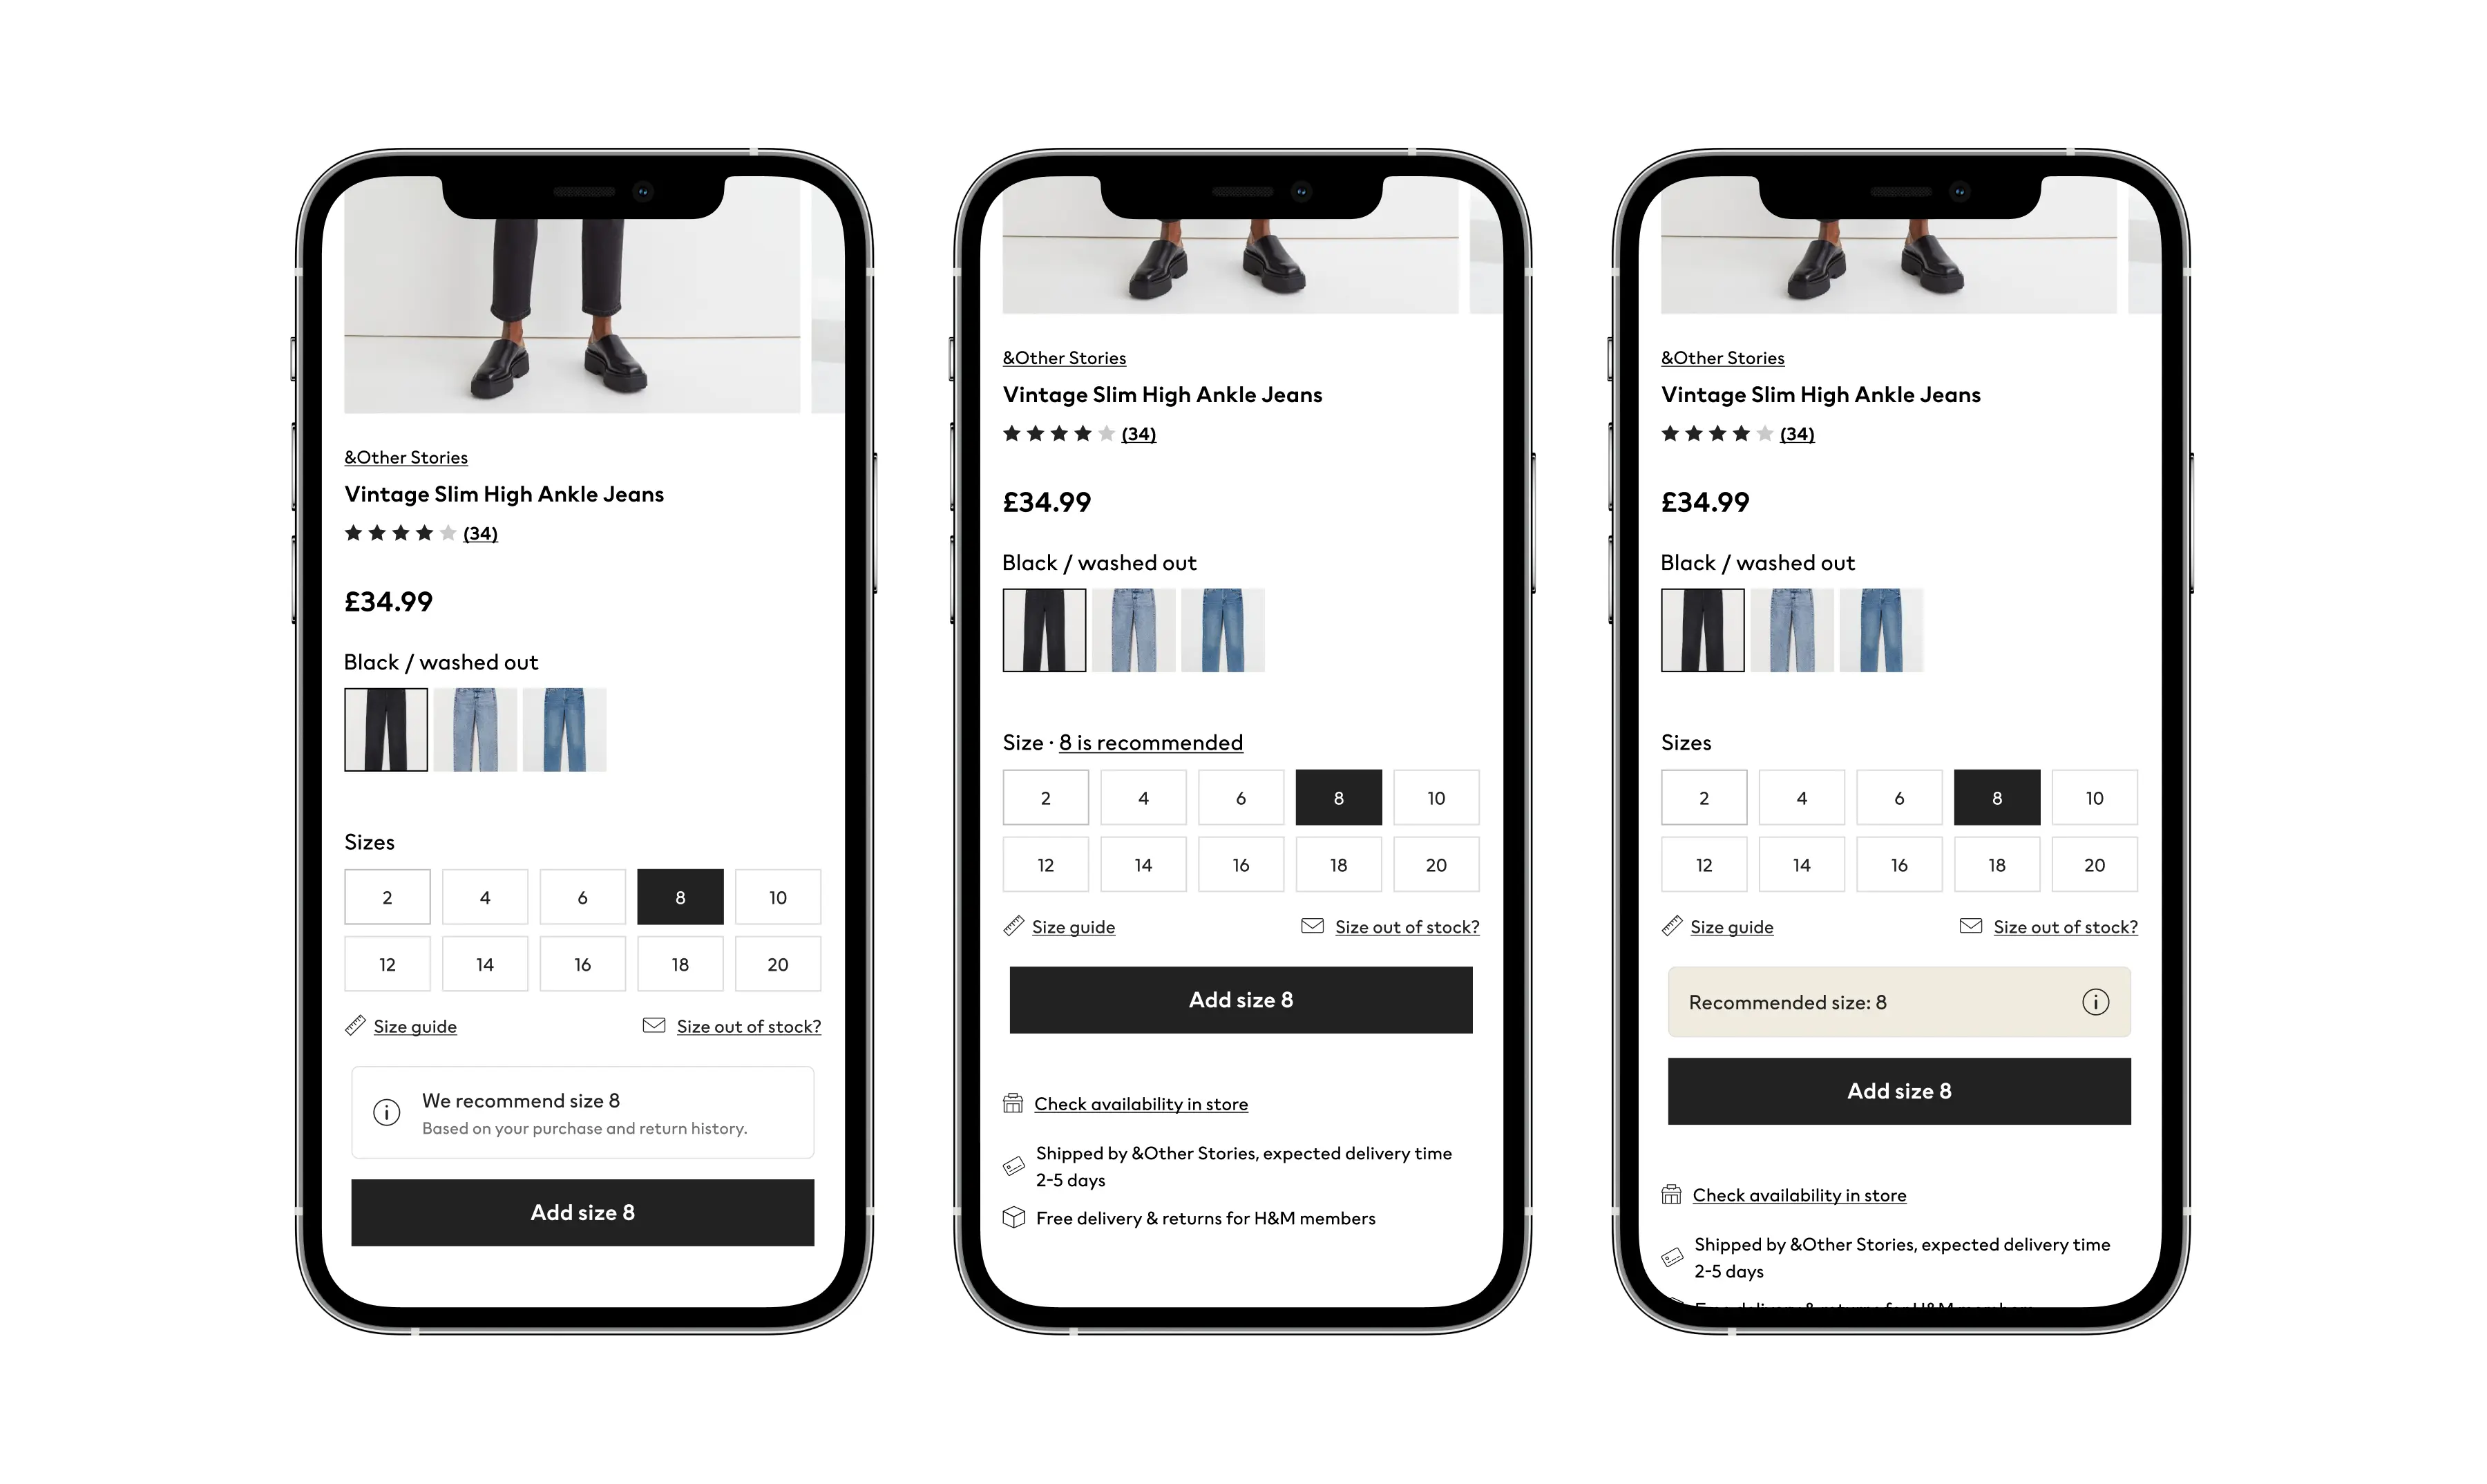 &Other Stories
Vintage Slim High Ankle Jeans
(34)
£34.99
Black / washed out
Sizes
2 4 6 8 10
12 14 16 18 20
Size guide Size out of stock?
We recommend size 8
Based on your purchase and return history.
Add size 8
&Other Stories
Vintage Slim High Ankle Jeans
(34)
£34.99
Black / washed out
Size · 8 is recommended
2 4 6 8 10
12 14 16 18 20
Size guide Size out of stock?
Add size 8
Check availability in store
Shipped by &Other Stories, expected delivery time
2-5 days
Free delivery & returns for H&M members
&Other Stories
Vintage Slim High Ankle Jeans
(34)
£34.99
Black / washed out
Sizes
2 4 6 8 10
12 14 16 18 20
Size guide Size out of stock?
Recommended size: 8
Add size 8
Check availability in store
Shipped by &Other Stories, expected delivery time
2-5 days